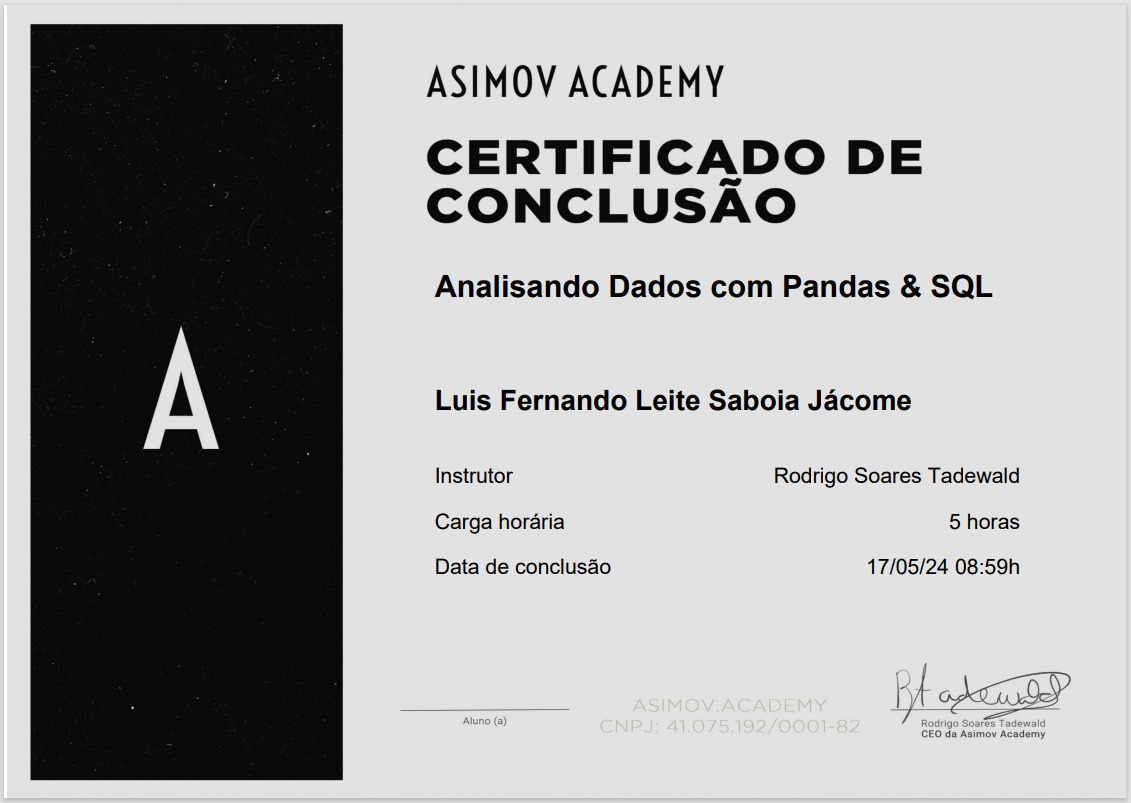 A
ASIMOV ACADEMY
CERTIFICADO DE
CONCLUSÃO
Analisando Dados com Pandas & SQL
Luis Fernando Leite Saboia Jácome
Instrutor Rodrigo Soares Tadewald
Carga horária 5 horas
Data de conclusão 17/05/24 08:59h
Aluno (a)
ASIMOV.ACADEMY
CNPJ: 41.075.192/0001-82
R Tadewald
Rodrigo Soares Tadewald
CEO da Asimov Academy